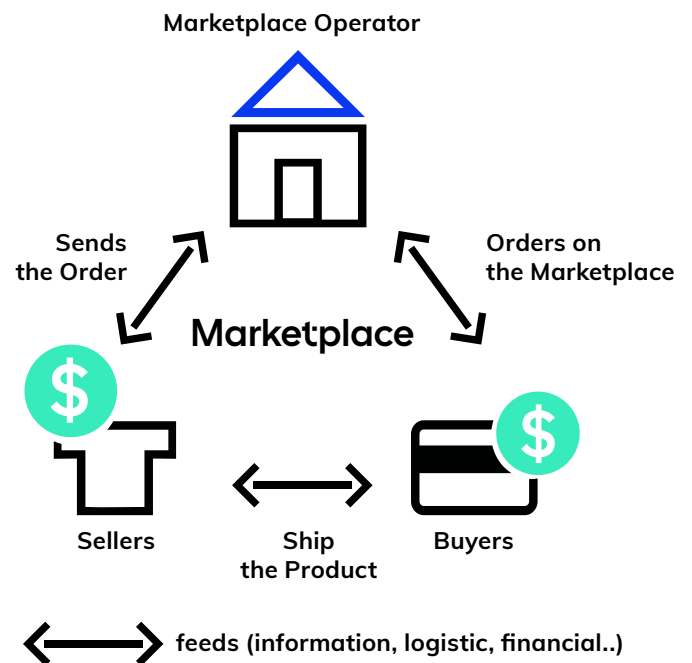 Marketplace Operator
Sends
the Order
Orders on
the Marketplace
Marketplace
$
$
Sellers
Ship
the Product
Buyers
feeds (information, logistic, financial..)